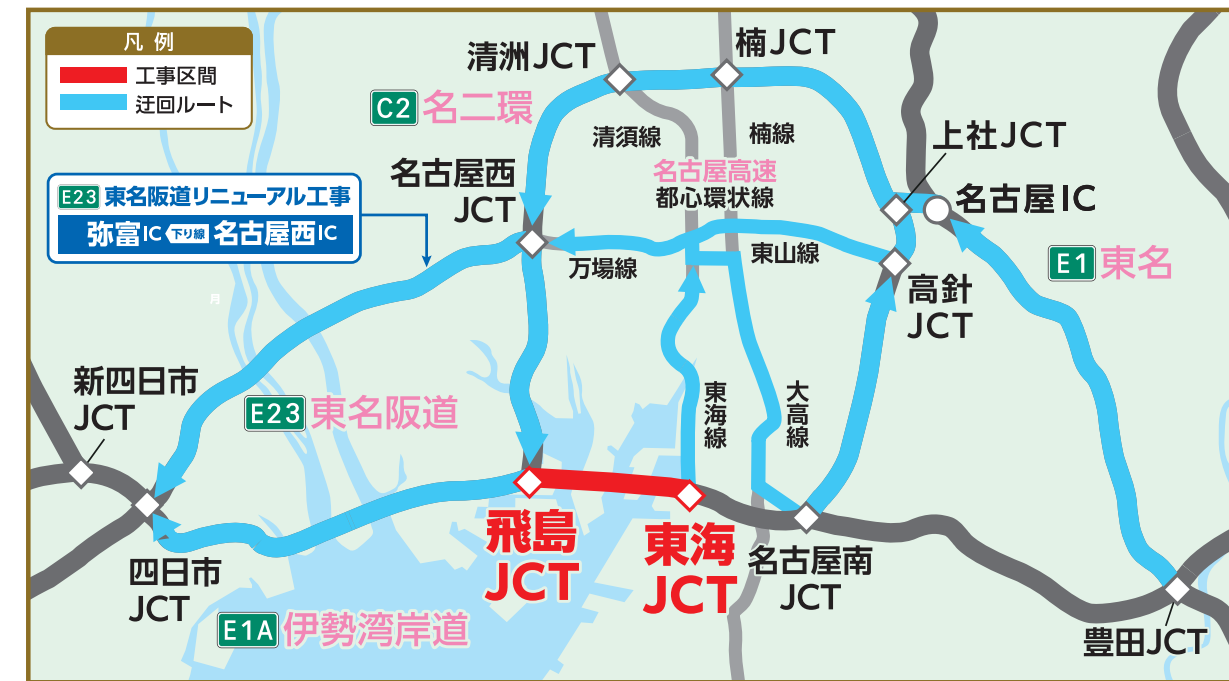 凡例
工事区間
迂回ルート
清洲JCT
楠JCT
C2 名二環
清須線
楠線
上社JCT
名古屋西
JCT
名古屋高速
都心環状線
名古屋IC
E23 東名阪道リニューアル工事
弥富IC 下り線 名古屋西IC
万場線
東山線
E1 東名
高針
JCT
月
新四日市
JCT
E23 東名阪道
東海線
大高線
飛島
JCT
東海
JCT
名古屋南
JCT
四日市
JCT
E1A 伊勢湾岸道
豊田JCT